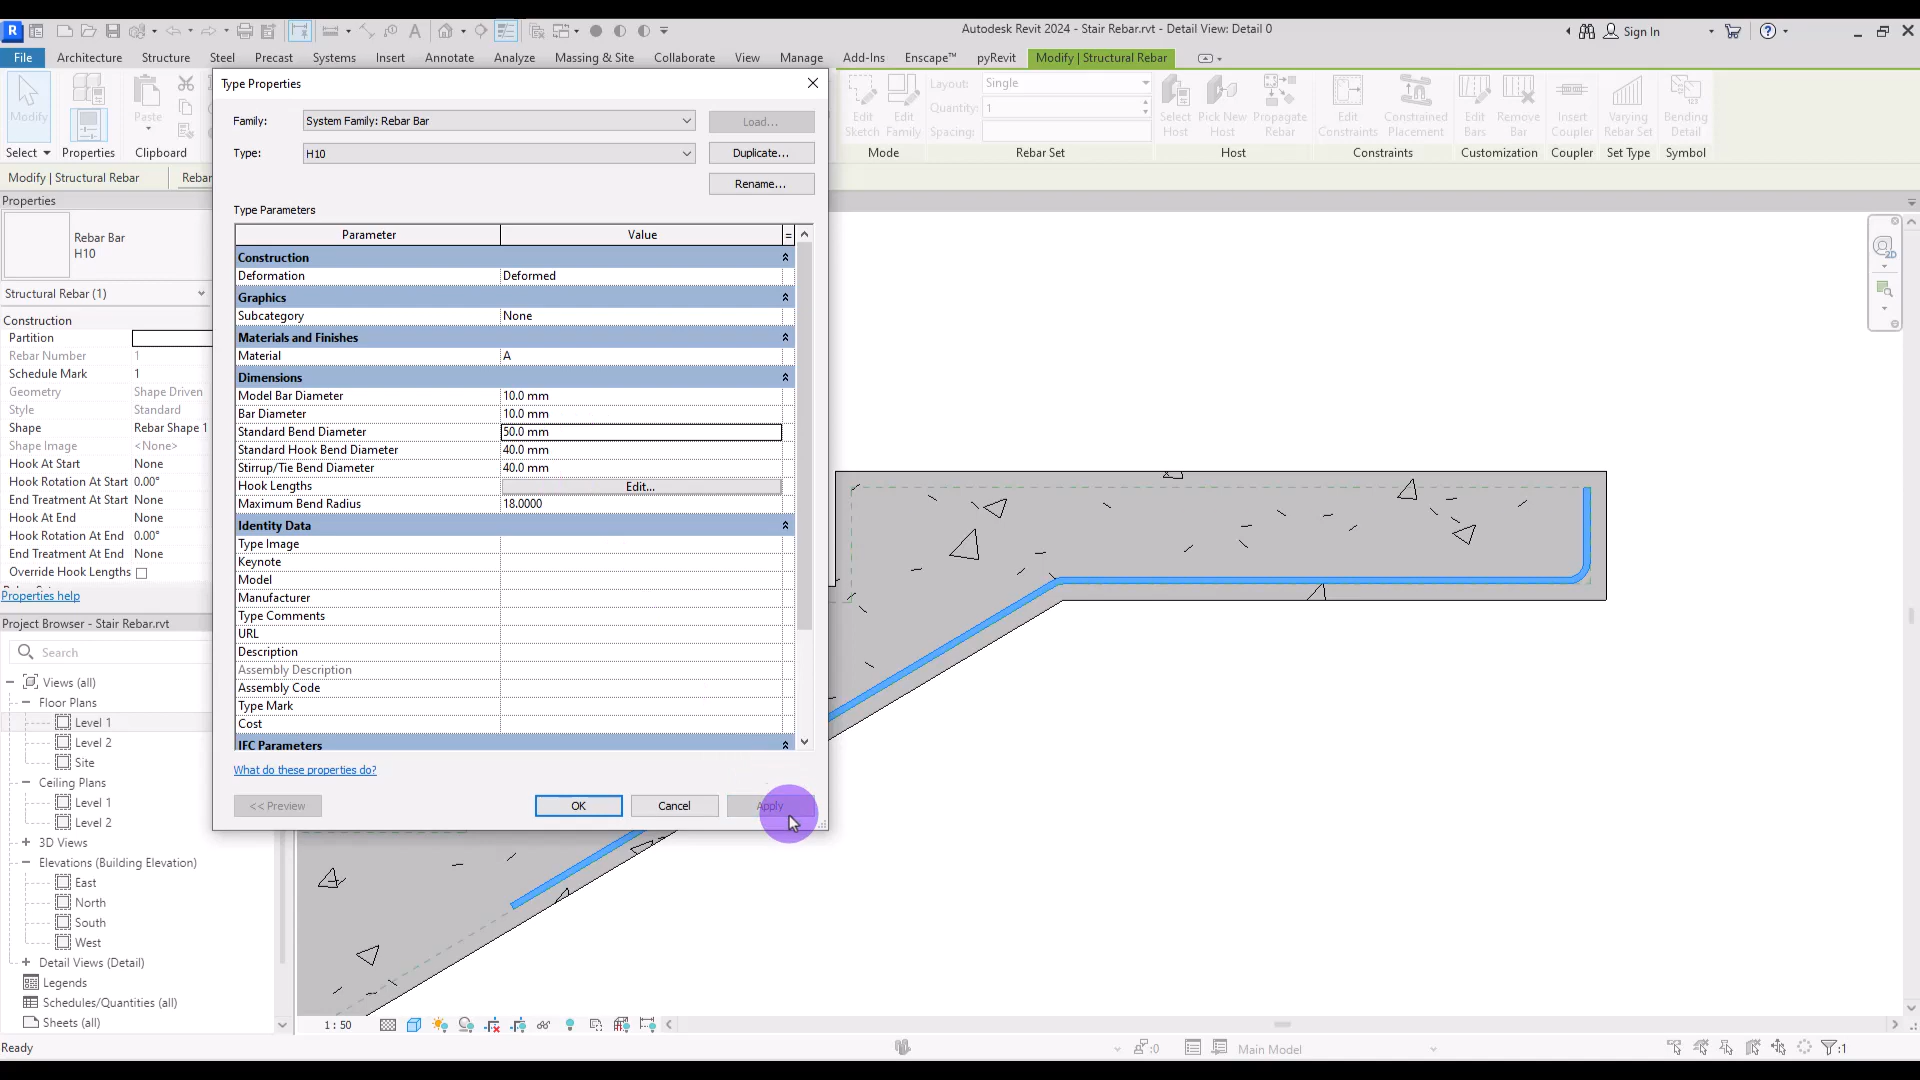 Autodesk Revit 2024 - Stair Rebar.rvt - Detail View: Detail 0
Sign In
File Architecture Structure Steel Precast Systems Insert Annotate Analyze Massing & Site Collaborate View Manage Add-Ins Enscape™ pyRevit Modify | Structural Rebar
Modify
Paste
Edit Sketch
Edit Family
Layout: Single
Quantity: 1
Spacing:
Select Host
Pick New Host
Propagate Rebar
Edit Constraints
Constrained Placement
Edit Bars
Remove Bar
Insert Coupler
Varying Rebar Set
Bending Detail
Select Properties Clipboard Mode Rebar Set Host Constraints Customization Coupler Set Type Symbol
Modify | Structural Rebar
Properties
Rebar Bar
H10
Structural Rebar (1)
Construction
Partition
Rebar Number 1
Schedule Mark 1
Geometry Shape Driven
Style Standard
Shape Rebar Shape 1
Shape Image <None>
Hook At Start None
Hook Rotation At Start 0.00°
End Treatment At Start None
Hook At End None
Hook Rotation At End 0.00°
End Treatment At End None
Override Hook Lengths
Properties help
Project Browser - Stair Rebar.rvt
Search
Views (all)
Floor Plans
Level 1
Level 2
Site
Ceiling Plans
Level 1
Level 2
3D Views
Elevations (Building Elevation)
East
North
South
West
Detail Views (Detail)
Legends
Schedules/Quantities (all)
Sheets (all)
Type Properties
Family: System Family: Rebar Bar Load...
Type: H10 Duplicate...
Rename...
Type Parameters
Parameter Value =
Construction
Deformation Deformed
Graphics
Subcategory None
Materials and Finishes
Material A
Dimensions
Model Bar Diameter 10.0 mm
Bar Diameter 10.0 mm
Standard Bend Diameter 50.0 mm
Standard Hook Bend Diameter 40.0 mm
Stirrup/Tie Bend Diameter 40.0 mm
Hook Lengths Edit...
Maximum Bend Radius 18.0000
Identity Data
Type Image
Keynote
Model
Manufacturer
Type Comments
URL
Description
Assembly Description
Assembly Code
Type Mark
Cost
IFC Parameters
What do these properties do?
<< Preview OK Cancel Apply
2D
1 : 50
Ready
:0
Main Model
:1